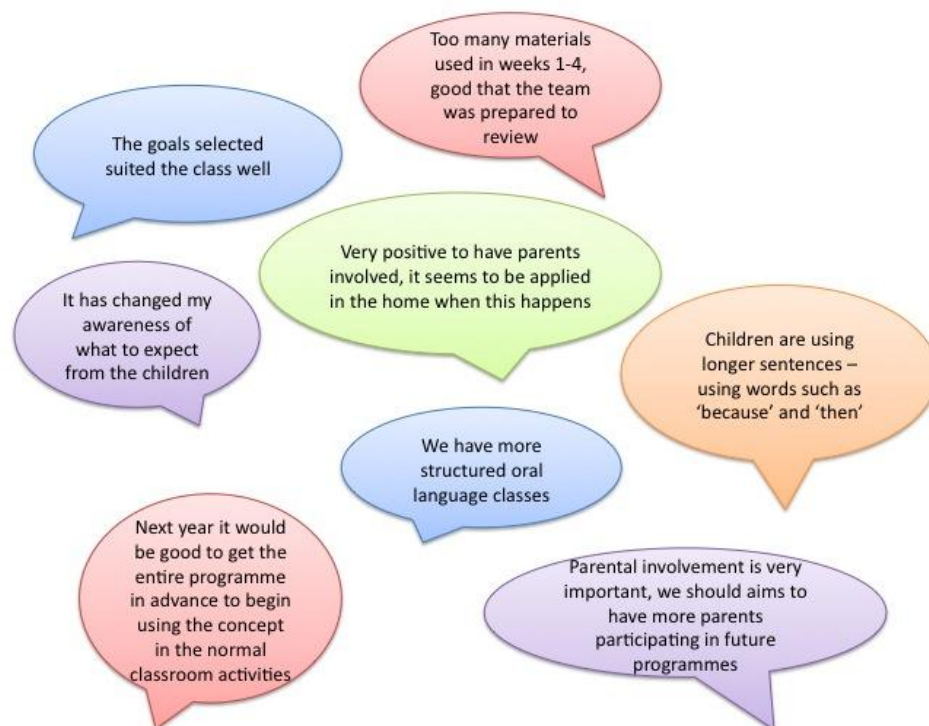 Too many materials
used in weeks 1-4,
good that the team
was prepared to
review
The goals selected
suited the class well
Very positive to have parents
involved, it seems to be applied
in the home when this happens
It has changed my
awareness of
what to expect
from the children
Children are using
longer sentences –
using words such as
‘because’ and ‘then’
We have more
structured oral
language classes
Next year it would
be good to get the
entire programme
in advance to begin
using the concept
in the normal
classroom activities
Parental involvement is very
important, we should aims to
have more parents
participating in future
programmes